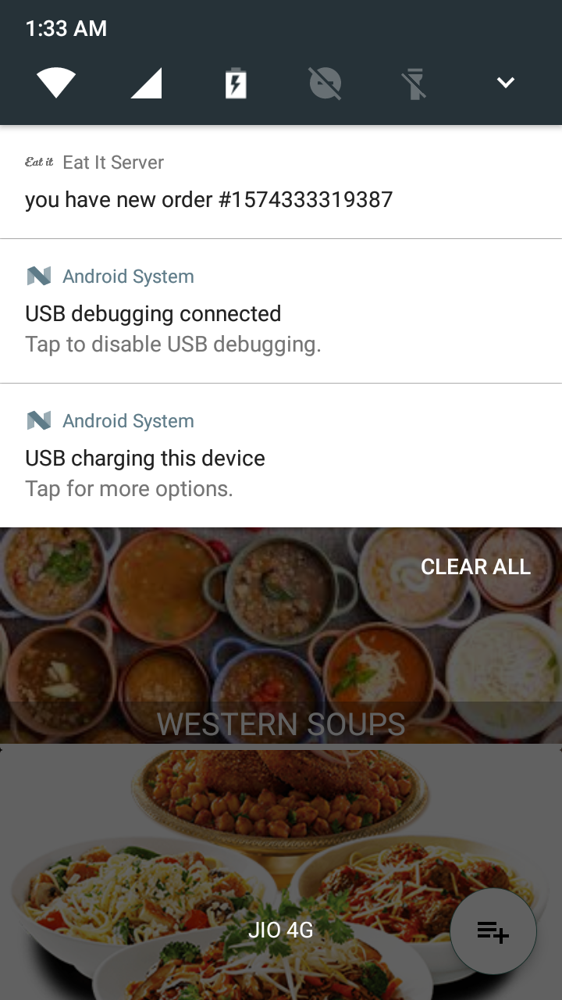 1:33 AM
Eat it Eat It Server
you have new order #1574333319387
Android System
USB debugging connected
Tap to disable USB debugging.
Android System
USB charging this device
Tap for more options.
CLEAR ALL
WESTERN SOUPS
JIO 4G